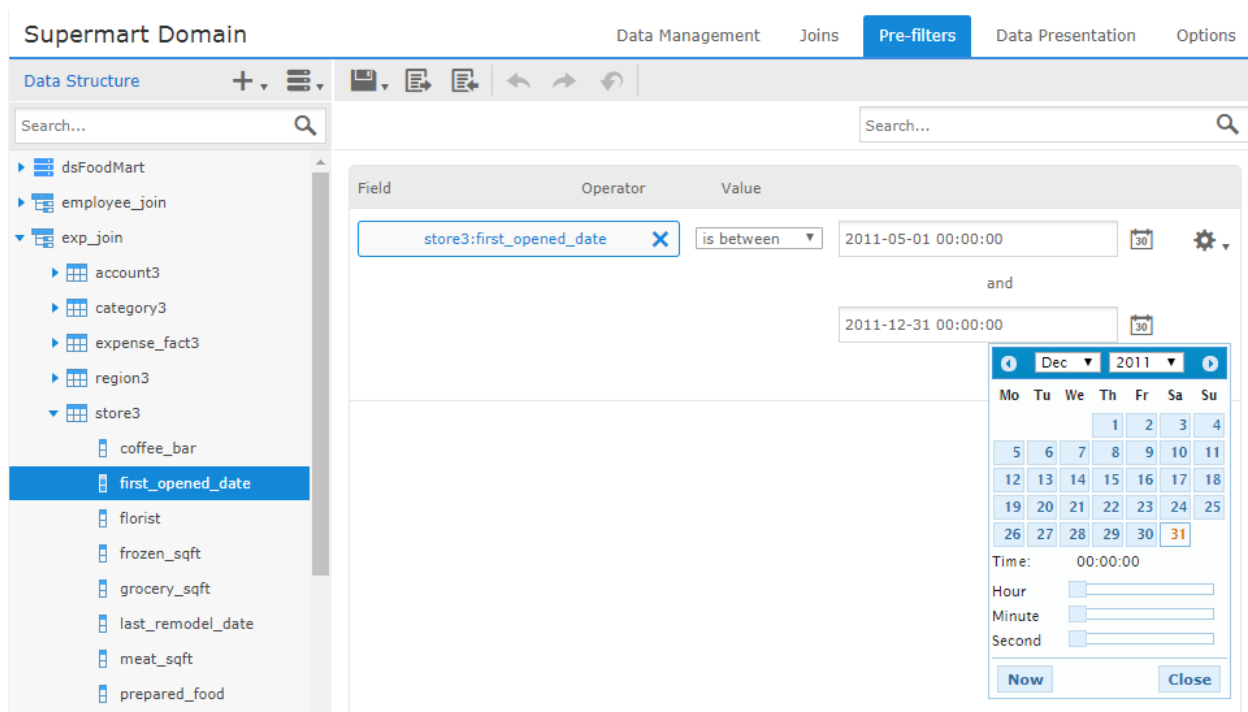 Supermart Domain
Data Management Joins Pre-filters Data Presentation Options
Data Structure
Search...
Search...
dsFoodMart
employee_join
exp_join
account3
category3
expense_fact3
region3
store3
coffee_bar
first_opened_date
florist
frozen_sqft
grocery_sqft
last_remodel_date
meat_sqft
prepared_food
Field Operator Value
store3:first_opened_date is between 2011-05-01 00:00:00 30
and
2011-12-31 00:00:00 30
Dec 2011
Mo Tu We Th Fr Sa Su
1 2 3 4
5 6 7 8 9 10 11
12 13 14 15 16 17 18
19 20 21 22 23 24 25
26 27 28 29 30 31
Time: 00:00:00
Hour
Minute
Second
Now Close